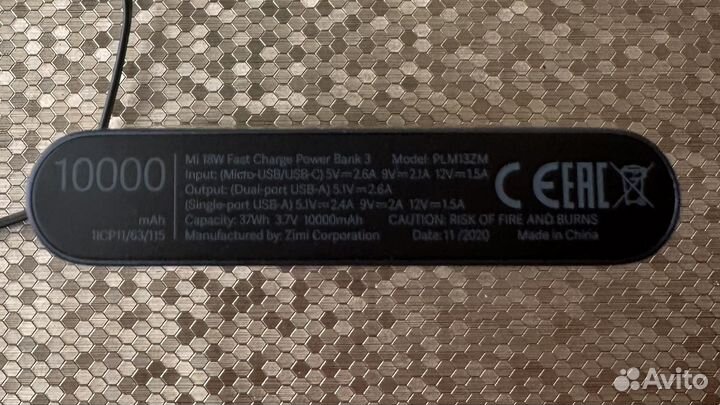 10000
mAh
1ICP11/63/115
Mi 18W Fast Charge Power Bank 3 Model: PLM13ZM
Input: (Micro-USB/USB-C) 5V⎓2.6A 9V⎓2.1A 12V⎓1.5A
Output: (Dual-port USB-A) 5.1V⎓2.6A
(Single-port USB-A) 5.1V⎓2.4A 9V⎓2A 12V⎓1.5A
Capacity: 37Wh 3.7V 10000mAh CAUTION: RISK OF FIRE AND BURNS
Manufactured by: Zimi Corporation Date: 11/2020 Made in China
CE EAC
Avito